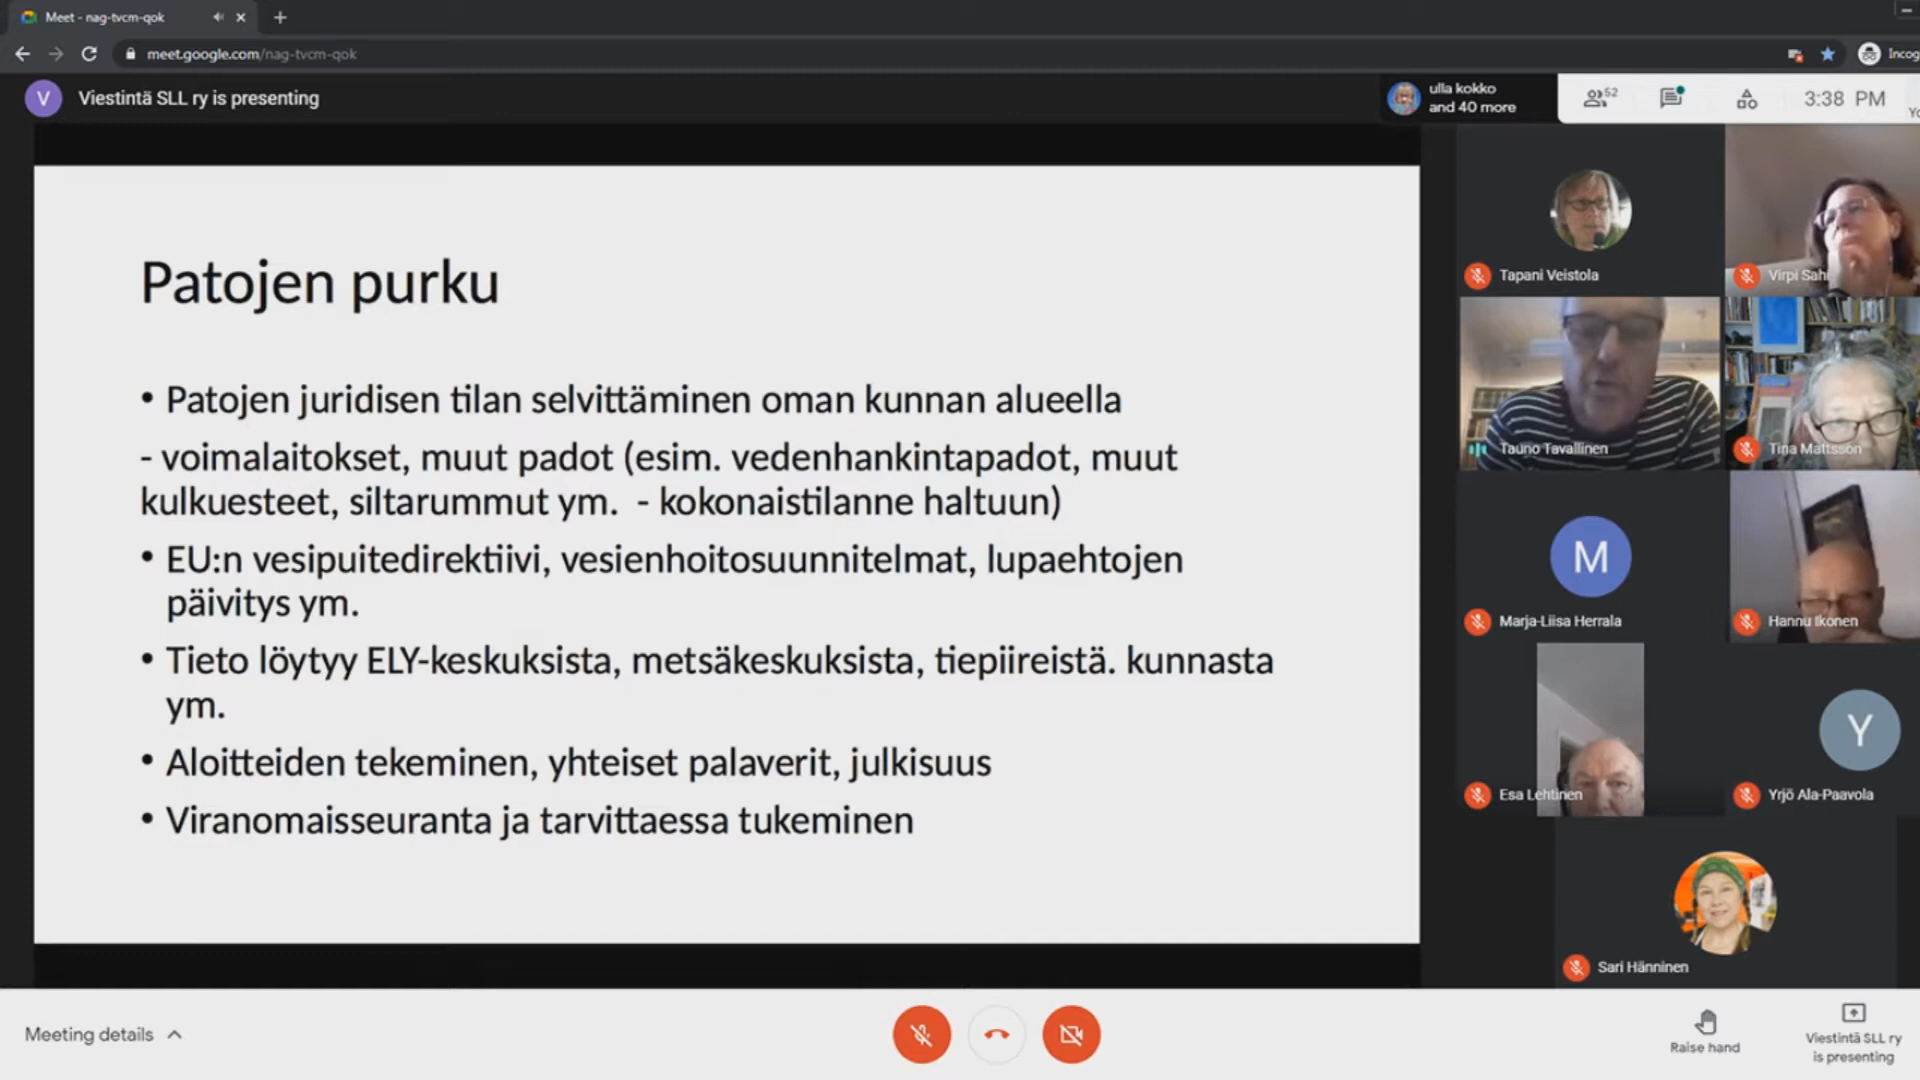 Meet - nag-tvcm-qok
meet.google.com/nag-tvcm-qok
Incog
V
Viestintä SLL ry is presenting
ulla kokko
and 40 more
52
3:38 PM
Yo
Patojen purku
• Patojen juridisen tilan selvittäminen oman kunnan alueella
- voimalaitokset, muut padot (esim. vedenhankintapadot, muut
kulkuesteet, siltarummut ym. - kokonaistilanne haltuun)
• EU:n vesipuitedirektiivi, vesienhoitosuunnitelmat, lupaehtojen
päivitys ym.
• Tieto löytyy ELY-keskuksista, metsäkeskuksista, tiepiireistä. kunnasta
ym.
• Aloitteiden tekeminen, yhteiset palaverit, julkisuus
• Viranomaisseuranta ja tarvittaessa tukeminen
Tapani Veistola
Virpi Sahi
Tauno Tavallinen
Tina Mattsson
M
Marja-Liisa Herrala
Hannu Ikonen
Esa Lehtinen
Y
Yrjö Ala-Paavola
Sari Hänninen
Meeting details
Raise hand
Viestintä SLL ry
is presenting